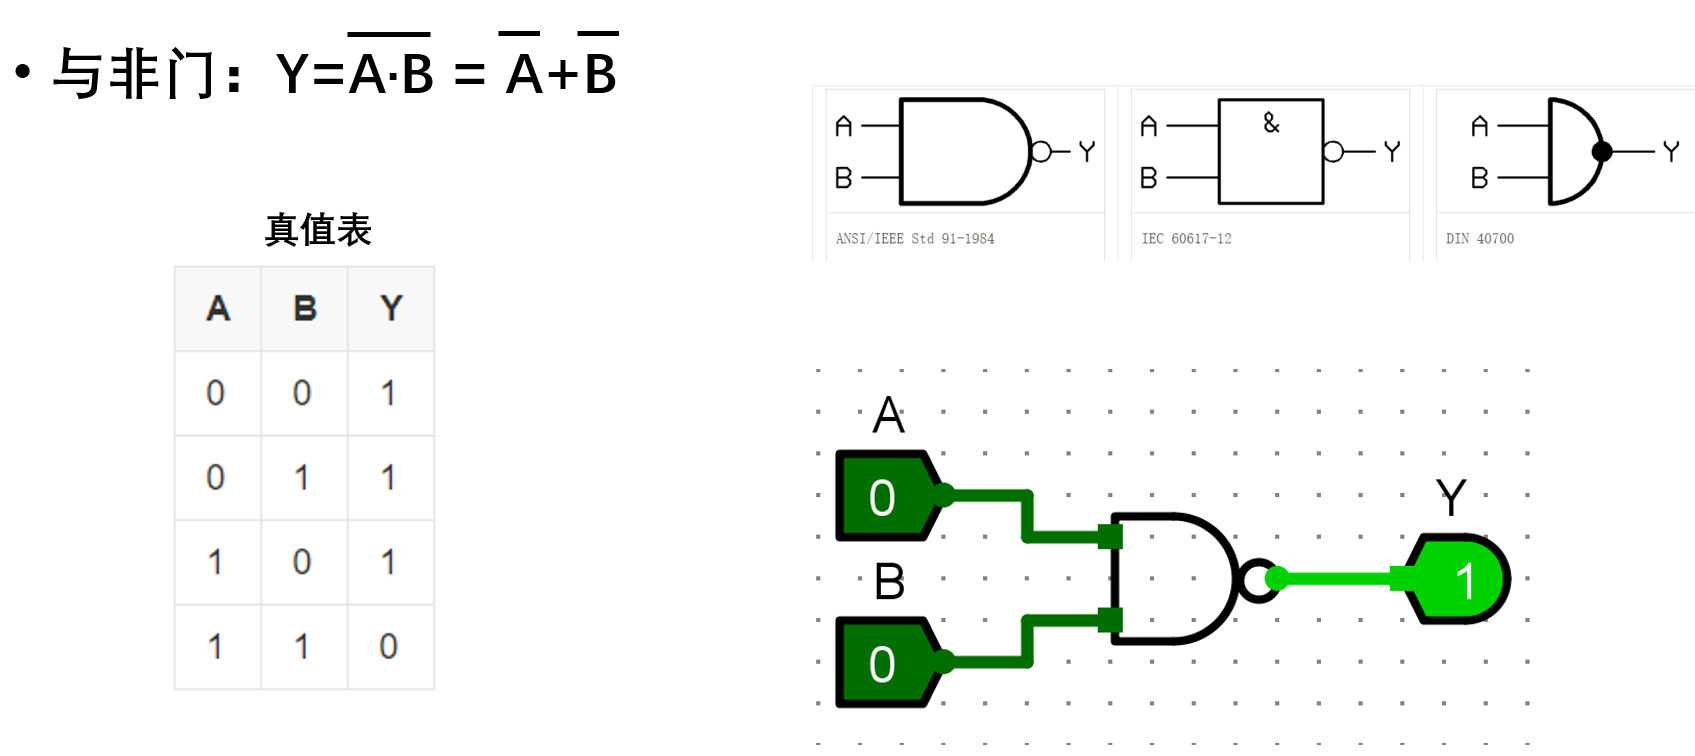 • 与非门：Y=A̅·̅B̅ = A̅+B̅
A
B
Y
ANSI/IEEE Std 91-1984
A
B
&
Y
IEC 60617-12
A
B
Y
DIN 40700
真值表
A B Y
0 0 1
0 1 1
1 0 1
1 1 0
A
0
B
0
Y
1